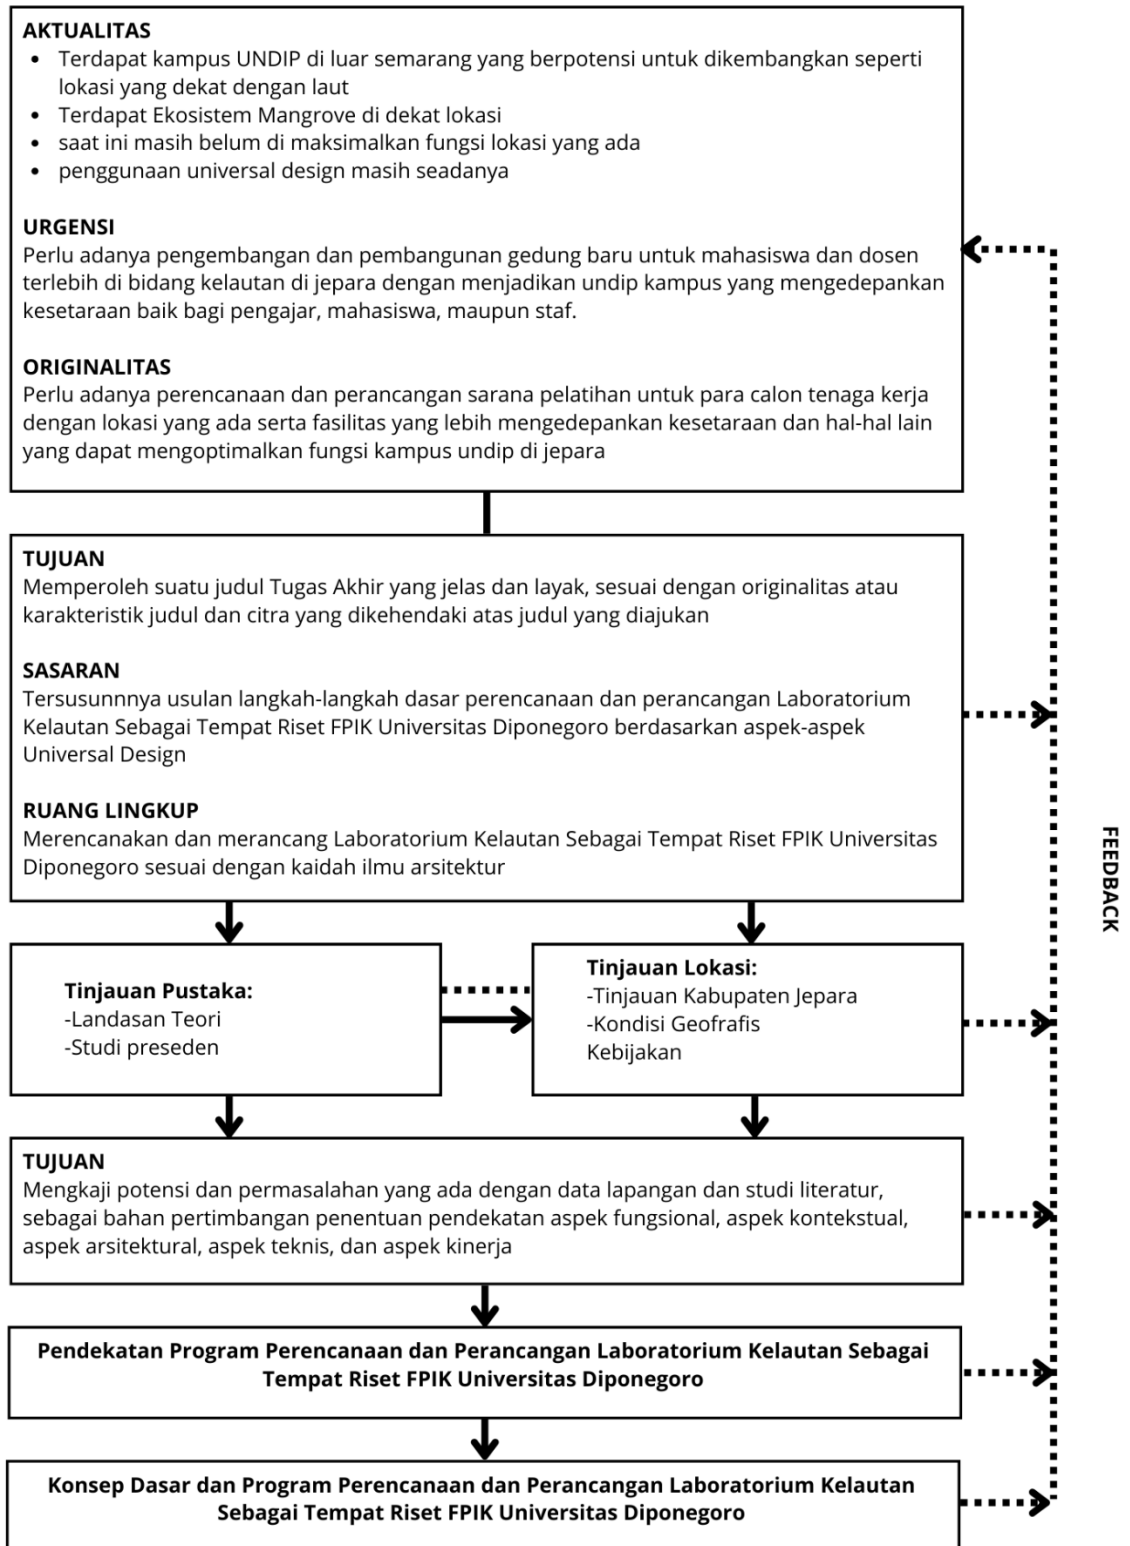 AKTUALITAS
• Terdapat kampus UNDIP di luar semarang yang berpotensi untuk dikembangkan seperti
lokasi yang dekat dengan laut
• Terdapat Ekosistem Mangrove di dekat lokasi
• saat ini masih belum di maksimalkan fungsi lokasi yang ada
• penggunaan universal design masih seadanya
URGENSI
Perlu adanya pengembangan dan pembangunan gedung baru untuk mahasiswa dan dosen
terlebih di bidang kelautan di jepara dengan menjadikan undip kampus yang mengedepankan
kesetaraan baik bagi pengajar, mahasiswa, maupun staf.
ORIGINALITAS
Perlu adanya perencanaan dan perancangan sarana pelatihan untuk para calon tenaga kerja
dengan lokasi yang ada serta fasilitas yang lebih mengedepankan kesetaraan dan hal-hal lain
yang dapat mengoptimalkan fungsi kampus undip di jepara
TUJUAN
Memperoleh suatu judul Tugas Akhir yang jelas dan layak, sesuai dengan originalitas atau
karakteristik judul dan citra yang dikehendaki atas judul yang diajukan
SASARAN
Tersusunnnya usulan langkah-langkah dasar perencanaan dan perancangan Laboratorium
Kelautan Sebagai Tempat Riset FPIK Universitas Diponegoro berdasarkan aspek-aspek
Universal Design
RUANG LINGKUP
Merencanakan dan merancang Laboratorium Kelautan Sebagai Tempat Riset FPIK Universitas
Diponegoro sesuai dengan kaidah ilmu arsitektur
Tinjauan Pustaka:
-Landasan Teori
-Studi preseden
Tinjauan Lokasi:
-Tinjauan Kabupaten Jepara
-Kondisi Geofrafis
Kebijakan
TUJUAN
Mengkaji potensi dan permasalahan yang ada dengan data lapangan dan studi literatur,
sebagai bahan pertimbangan penentuan pendekatan aspek fungsional, aspek kontekstual,
aspek arsitektural, aspek teknis, dan aspek kinerja
Pendekatan Program Perencanaan dan Perancangan Laboratorium Kelautan Sebagai
Tempat Riset FPIK Universitas Diponegoro
Konsep Dasar dan Program Perencanaan dan Perancangan Laboratorium Kelautan
Sebagai Tempat Riset FPIK Universitas Diponegoro
FEEDBACK